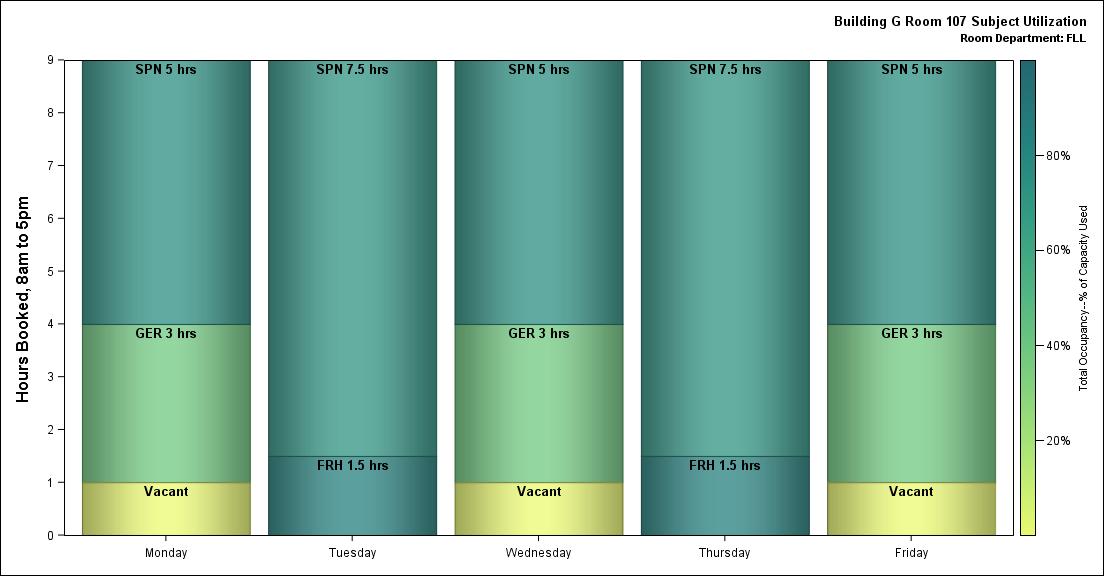 Building G Room 107 Subject Utilization
Room Department: FLL
Hours Booked, 8am to 5pm
9
8
7
6
5
4
3
2
1
0
SPN 5 hrs
GER 3 hrs
Vacant
SPN 7.5 hrs
FRH 1.5 hrs
SPN 5 hrs
GER 3 hrs
Vacant
SPN 7.5 hrs
FRH 1.5 hrs
SPN 5 hrs
GER 3 hrs
Vacant
Monday
Tuesday
Wednesday
Thursday
Friday
80%
60%
40%
20%
Total Occupancy--% of Capacity Used